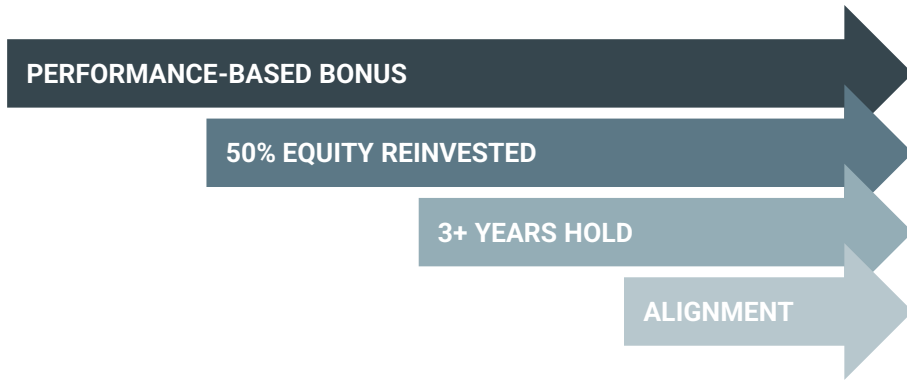 PERFORMANCE-BASED BONUS
50% EQUITY REINVESTED
3+ YEARS HOLD
ALIGNMENT